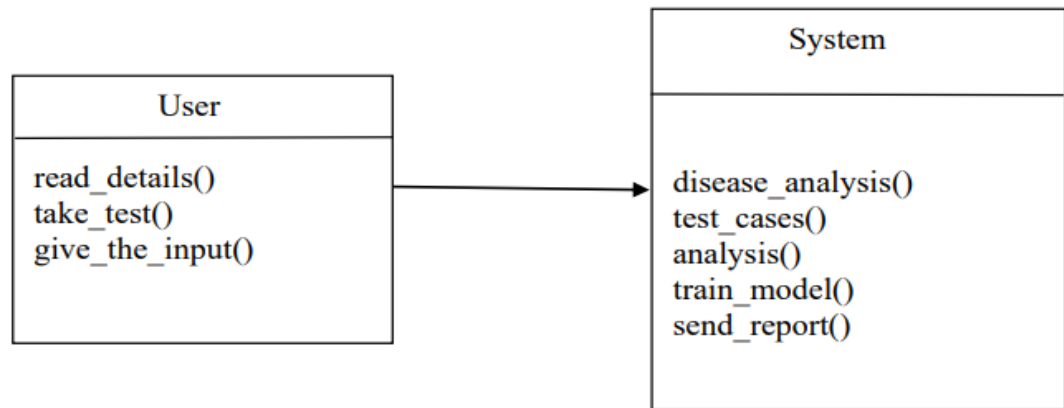 User
read_details()
take_test()
give_the_input()
System
disease_analysis()
test_cases()
analysis()
train_model()
send_report()